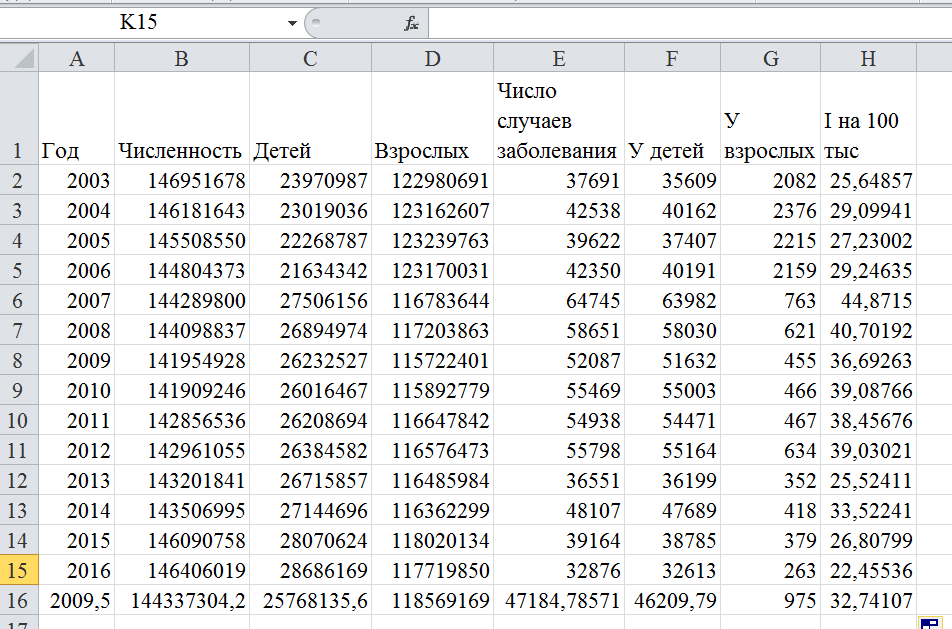 K15 fx
A B C D E F G H
Число
случаев У I на 100
1 Год Численность Детей Взрослых заболевания У детей взрослых тыс
2 2003 146951678 23970987 122980691 37691 35609 2082 25,64857
3 2004 146181643 23019036 123162607 42538 40162 2376 29,09941
4 2005 145508550 22268787 123239763 39622 37407 2215 27,23002
5 2006 144804373 21634342 123170031 42350 40191 2159 29,24635
6 2007 144289800 27506156 116783644 64745 63982 763 44,8715
7 2008 144098837 26894974 117203863 58651 58030 621 40,70192
8 2009 141954928 26232527 115722401 52087 51632 455 36,69263
9 2010 141909246 26016467 115892779 55469 55003 466 39,08766
10 2011 142856536 26208694 116647842 54938 54471 467 38,45676
11 2012 142961055 26384582 116576473 55798 55164 634 39,03021
12 2013 143201841 26715857 116485984 36551 36199 352 25,52411
13 2014 143506995 27144696 116362299 48107 47689 418 33,52241
14 2015 146090758 28070624 118020134 39164 38785 379 26,80799
15 2016 146406019 28686169 117719850 32876 32613 263 22,45536
16 2009,5 144337304,2 25768135,6 118569169 47184,78571 46209,79 975 32,74107
17